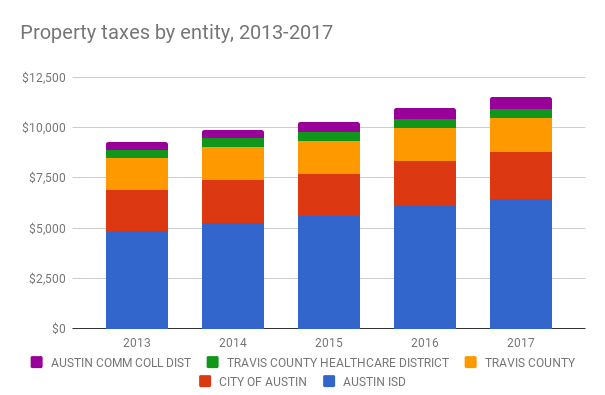 Property taxes by entity, 2013-2017
$12,500
$10,000
$7,500
$5,000
$2,500
$0
2013 2014 2015 2016 2017
AUSTIN COMM COLL DIST TRAVIS COUNTY HEALTHCARE DISTRICT TRAVIS COUNTY
CITY OF AUSTIN AUSTIN ISD